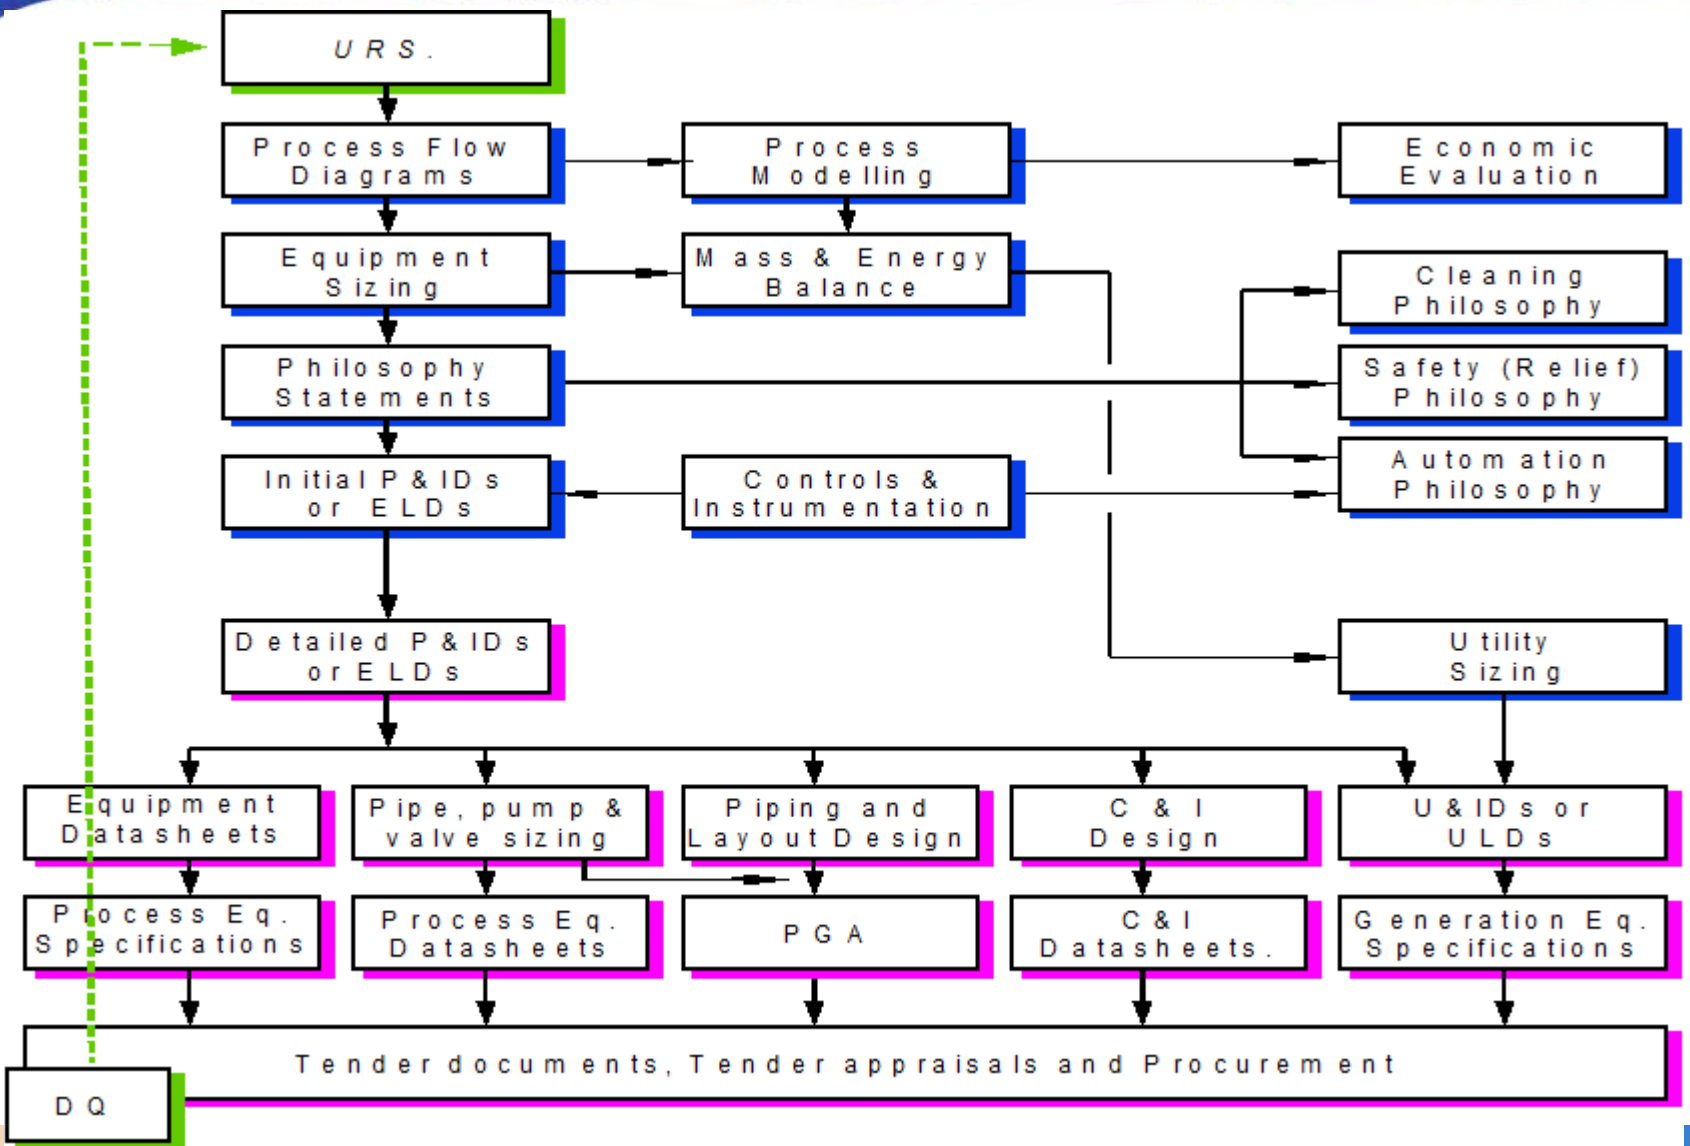 URS.
Process Flow
Diagrams
Process
Modelling
Economic
Evaluation
Equipment
Sizing
Mass & Energy
Balance
Cleaning
Philosophy
Philosophy
Statements
Safety (Relief)
Philosophy
Initial P&IDs
or ELDs
Controls &
Instrumentation
Automation
Philosophy
Detailed P&IDs
or ELDs
Utility
Sizing
Equipment
Datasheets
Pipe, pump &
valve sizing
Piping and
Layout Design
C&I
Design
U&IDs or
ULDs
Process Eq.
Specifications
Process Eq.
Datasheets
PGA
C&I
Datasheets.
Generation Eq.
Specifications
Tender documents, Tender appraisals and Procurement
DQ